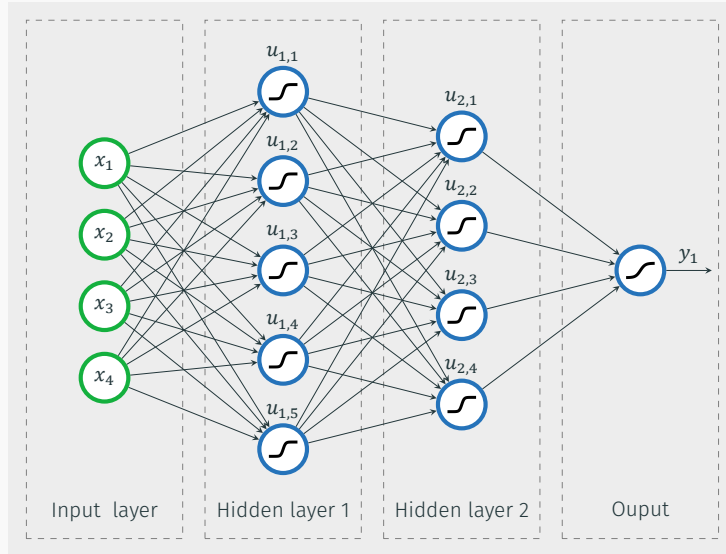 u1,1
u2,1
x1
u1,2
u2,2
x2
u1,3
y1
u2,3
x3
u1,4
u2,4
x4
u1,5
Input layer
Hidden layer 1
Hidden layer 2
Ouput